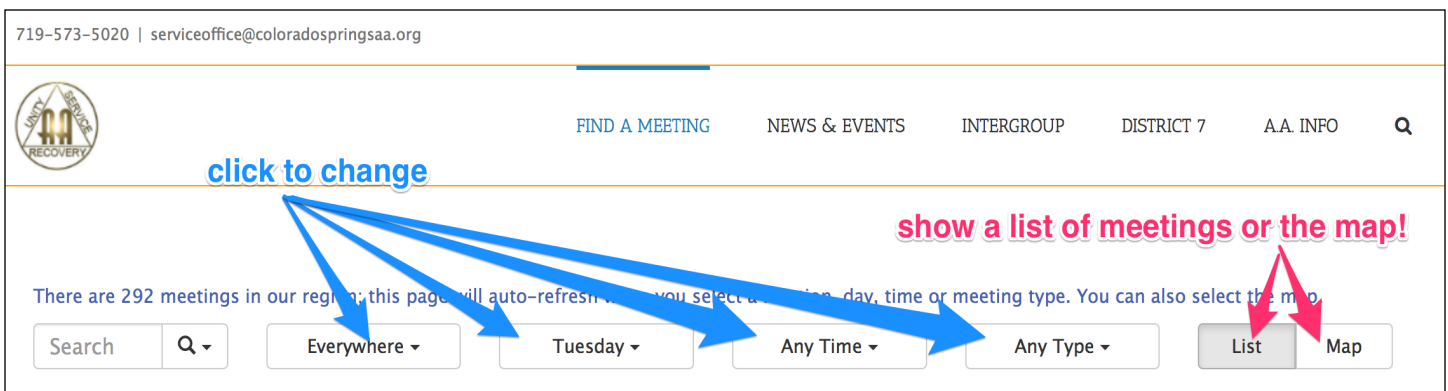 719-573-5020 | serviceoffice@coloradospringsaa.org
UNITY SERVICE
AA
RECOVERY
FIND A MEETING NEWS & EVENTS INTERGROUP DISTRICT 7 A.A. INFO
click to change
show a list of meetings or the map!
There are 292 meetings in our region; this page will auto-refresh you select a day, time or meeting type. You can also select the map.
Search Everywhere Tuesday Any Time Any Type List Map